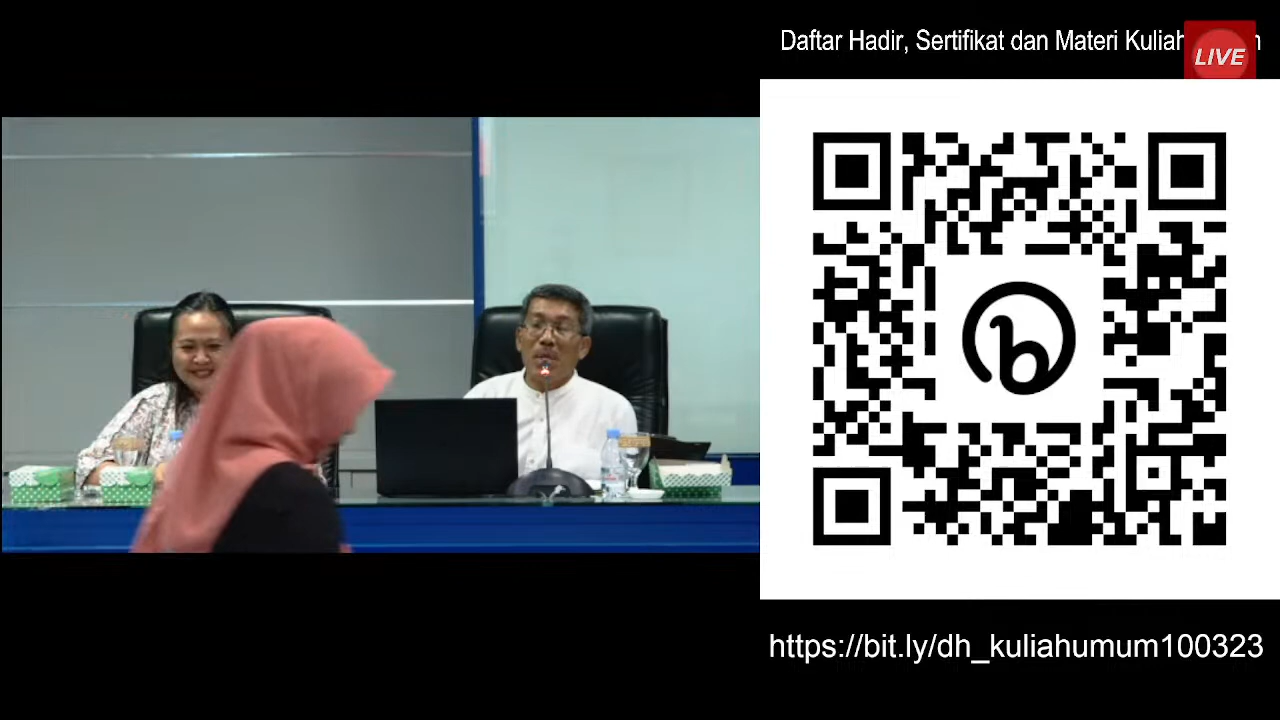 Daftar Hadir, Sertifikat dan Materi Kuliah
LIVE
https://bit.ly/dh_kuliahumum100323